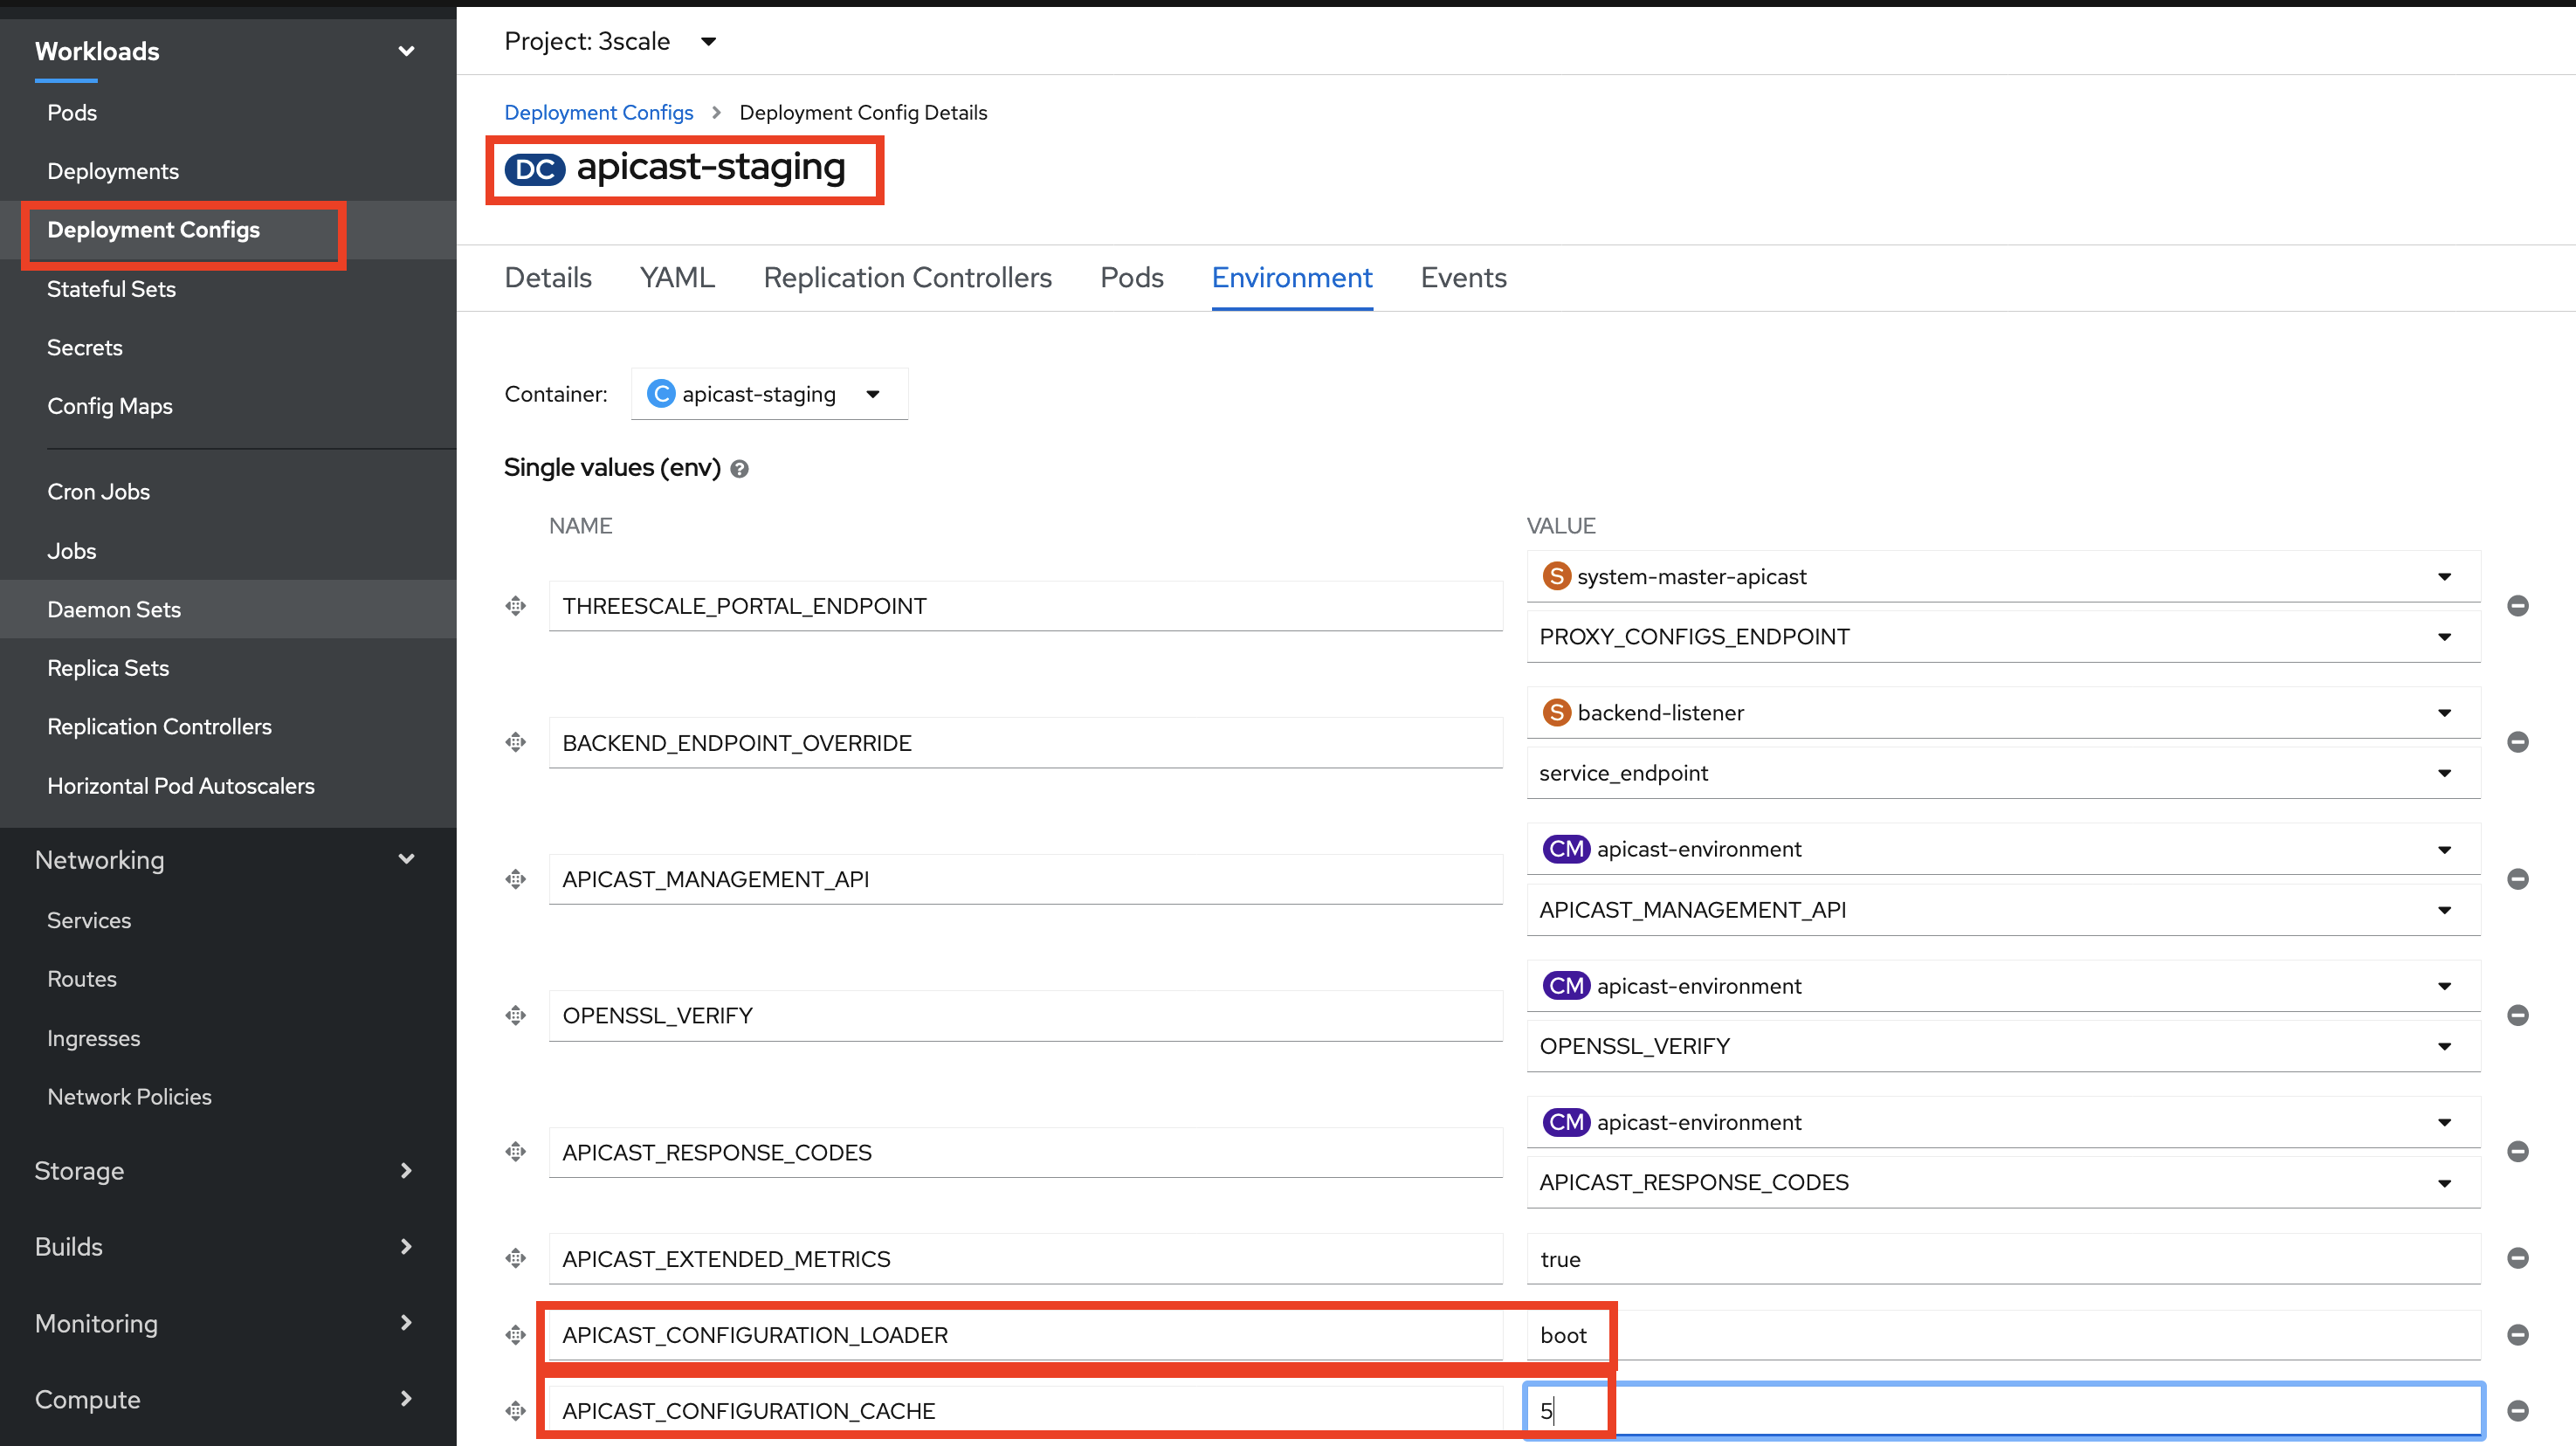 Workloads
Pods
Deployments
Deployment Configs
Stateful Sets
Secrets
Config Maps
Cron Jobs
Jobs
Daemon Sets
Replica Sets
Replication Controllers
Horizontal Pod Autoscalers
Networking
Services
Routes
Ingresses
Network Policies
Storage
Builds
Monitoring
Compute
Project: 3scale
Deployment Configs > Deployment Config Details
DC apicast-staging
Details YAML Replication Controllers Pods Environment Events
Container: C apicast-staging
Single values (env) ?
NAME VALUE
THREESCALE_PORTAL_ENDPOINT S system-master-apicast
PROXY_CONFIGS_ENDPOINT
BACKEND_ENDPOINT_OVERRIDE S backend-listener
service_endpoint
APICAST_MANAGEMENT_API CM apicast-environment
APICAST_MANAGEMENT_API
OPENSSL_VERIFY CM apicast-environment
OPENSSL_VERIFY
APICAST_RESPONSE_CODES CM apicast-environment
APICAST_RESPONSE_CODES
APICAST_EXTENDED_METRICS true
APICAST_CONFIGURATION_LOADER boot
APICAST_CONFIGURATION_CACHE 5